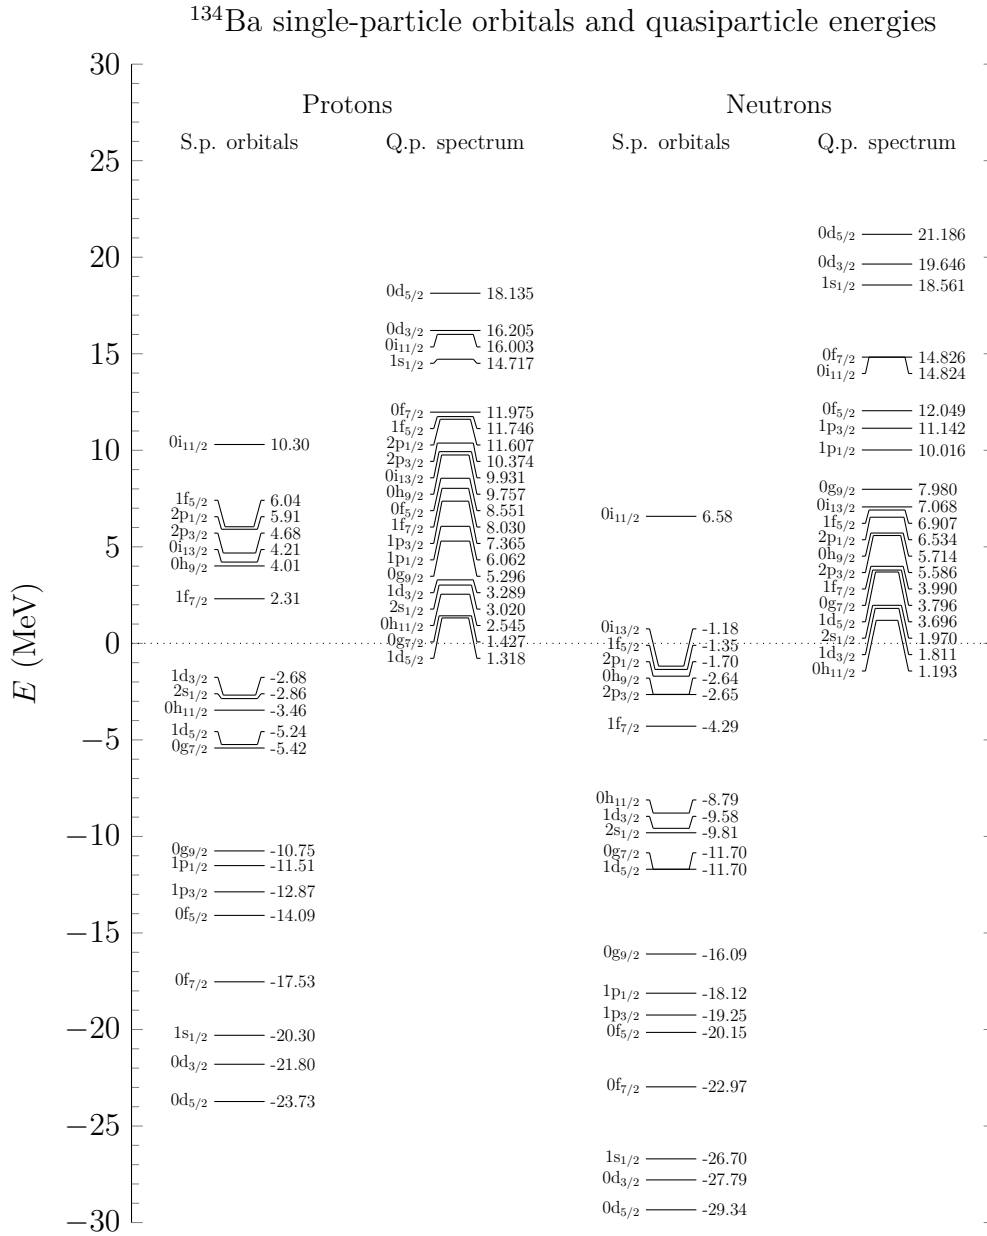 ¹³⁴Ba single-particle orbitals and quasiparticle energies
Protons
Neutrons
S.p. orbitals
Q.p. spectrum
S.p. orbitals
Q.p. spectrum
E (MeV)
30
25
20
15
10
5
0
−5
−10
−15
−20
−25
−30
0i11/2 10.30
1f5/2 6.04
2p1/2 5.91
2p3/2 4.68
0i13/2 4.21
0h9/2 4.01
1f7/2 2.31
1d3/2 -2.68
2s1/2 -2.86
0h11/2 -3.46
1d5/2 -5.24
0g7/2 -5.42
0g9/2 -10.75
1p1/2 -11.51
1p3/2 -12.87
0f5/2 -14.09
0f7/2 -17.53
1s1/2 -20.30
0d3/2 -21.80
0d5/2 -23.73
0d5/2 18.135
0d3/2 16.205
0i11/2 16.003
1s1/2 14.717
0f7/2 11.975
1f5/2 11.746
2p1/2 11.607
2p3/2 10.374
0i13/2 9.931
0h9/2 9.757
0f5/2 8.551
1f7/2 8.030
1p3/2 7.365
1p1/2 6.062
0g9/2 5.296
1d3/2 3.289
2s1/2 3.020
0h11/2 2.545
0g7/2 1.427
1d5/2 1.318
0i11/2 6.58
0i13/2 -1.18
1f5/2 -1.35
2p1/2 -1.70
0h9/2 -2.64
2p3/2 -2.65
1f7/2 -4.29
0h11/2 -8.79
1d3/2 -9.58
2s1/2 -9.81
0g7/2 -11.70
1d5/2 -11.70
0g9/2 -16.09
1p1/2 -18.12
1p3/2 -19.25
0f5/2 -20.15
0f7/2 -22.97
1s1/2 -26.70
0d3/2 -27.79
0d5/2 -29.34
0d5/2 21.186
0d3/2 19.646
1s1/2 18.561
0f7/2 14.826
0i11/2 14.824
0f5/2 12.049
1p3/2 11.142
1p1/2 10.016
0g9/2 7.980
0i13/2 7.068
1f5/2 6.907
2p1/2 6.534
0h9/2 5.714
2p3/2 5.586
1f7/2 3.990
0g7/2 3.796
1d5/2 3.696
2s1/2 1.970
1d3/2 1.811
0h11/2 1.193